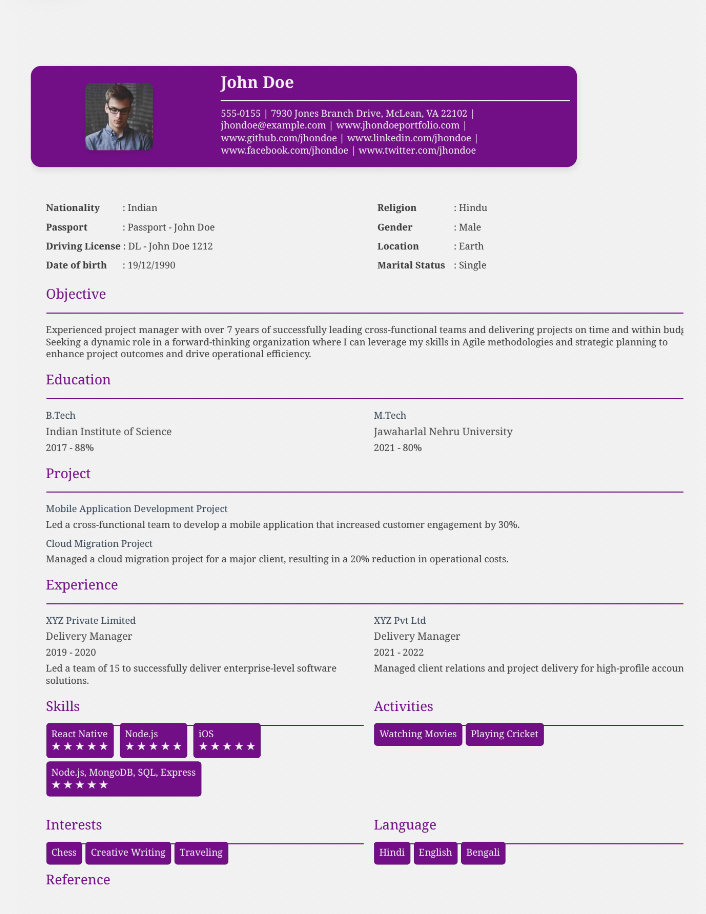 John Doe
555-0155 | 7930 Jones Branch Drive, McLean, VA 22102 |
jhondoe@example.com | www.jhondoeportfolio.com |
www.github.com/jhondoe | www.linkedin.com/jhondoe |
www.facebook.com/jhondoe | www.twitter.com/jhondoe
Nationality : Indian
Religion : Hindu
Passport : Passport - John Doe
Gender : Male
Driving License : DL - John Doe 1212
Location : Earth
Date of birth : 19/12/1990
Marital Status : Single
Objective
Experienced project manager with over 7 years of successfully leading cross-functional teams and delivering projects on time and within
Seeking a dynamic role in a forward-thinking organization where I can leverage my skills in Agile methodologies and strategic planning to
enhance project outcomes and drive operational efficiency.
Education
B.Tech
Indian Institute of Science
2017 - 88%
M.Tech
Jawaharlal Nehru University
2021 - 80%
Project
Mobile Application Development Project
Led a cross-functional team to develop a mobile application that increased customer engagement by 30%.
Cloud Migration Project
Managed a cloud migration project for a major client, resulting in a 20% reduction in operational costs.
Experience
XYZ Private Limited
Delivery Manager
2019 - 2020
Led a team of 15 to successfully deliver enterprise-level software
solutions.
XYZ Pvt Ltd
Delivery Manager
2021 - 2022
Managed client relations and project delivery for high-profile accoun
Skills
React Native
★ ★ ★ ★ ★
Node.js
★ ★ ★ ★ ★
iOS
★ ★ ★ ★ ★
Node.js, MongoDB, SQL, Express
★ ★ ★ ★ ★
Activities
Watching Movies
Playing Cricket
Interests
Chess
Creative Writing
Traveling
Language
Hindi
English
Bengali
Reference